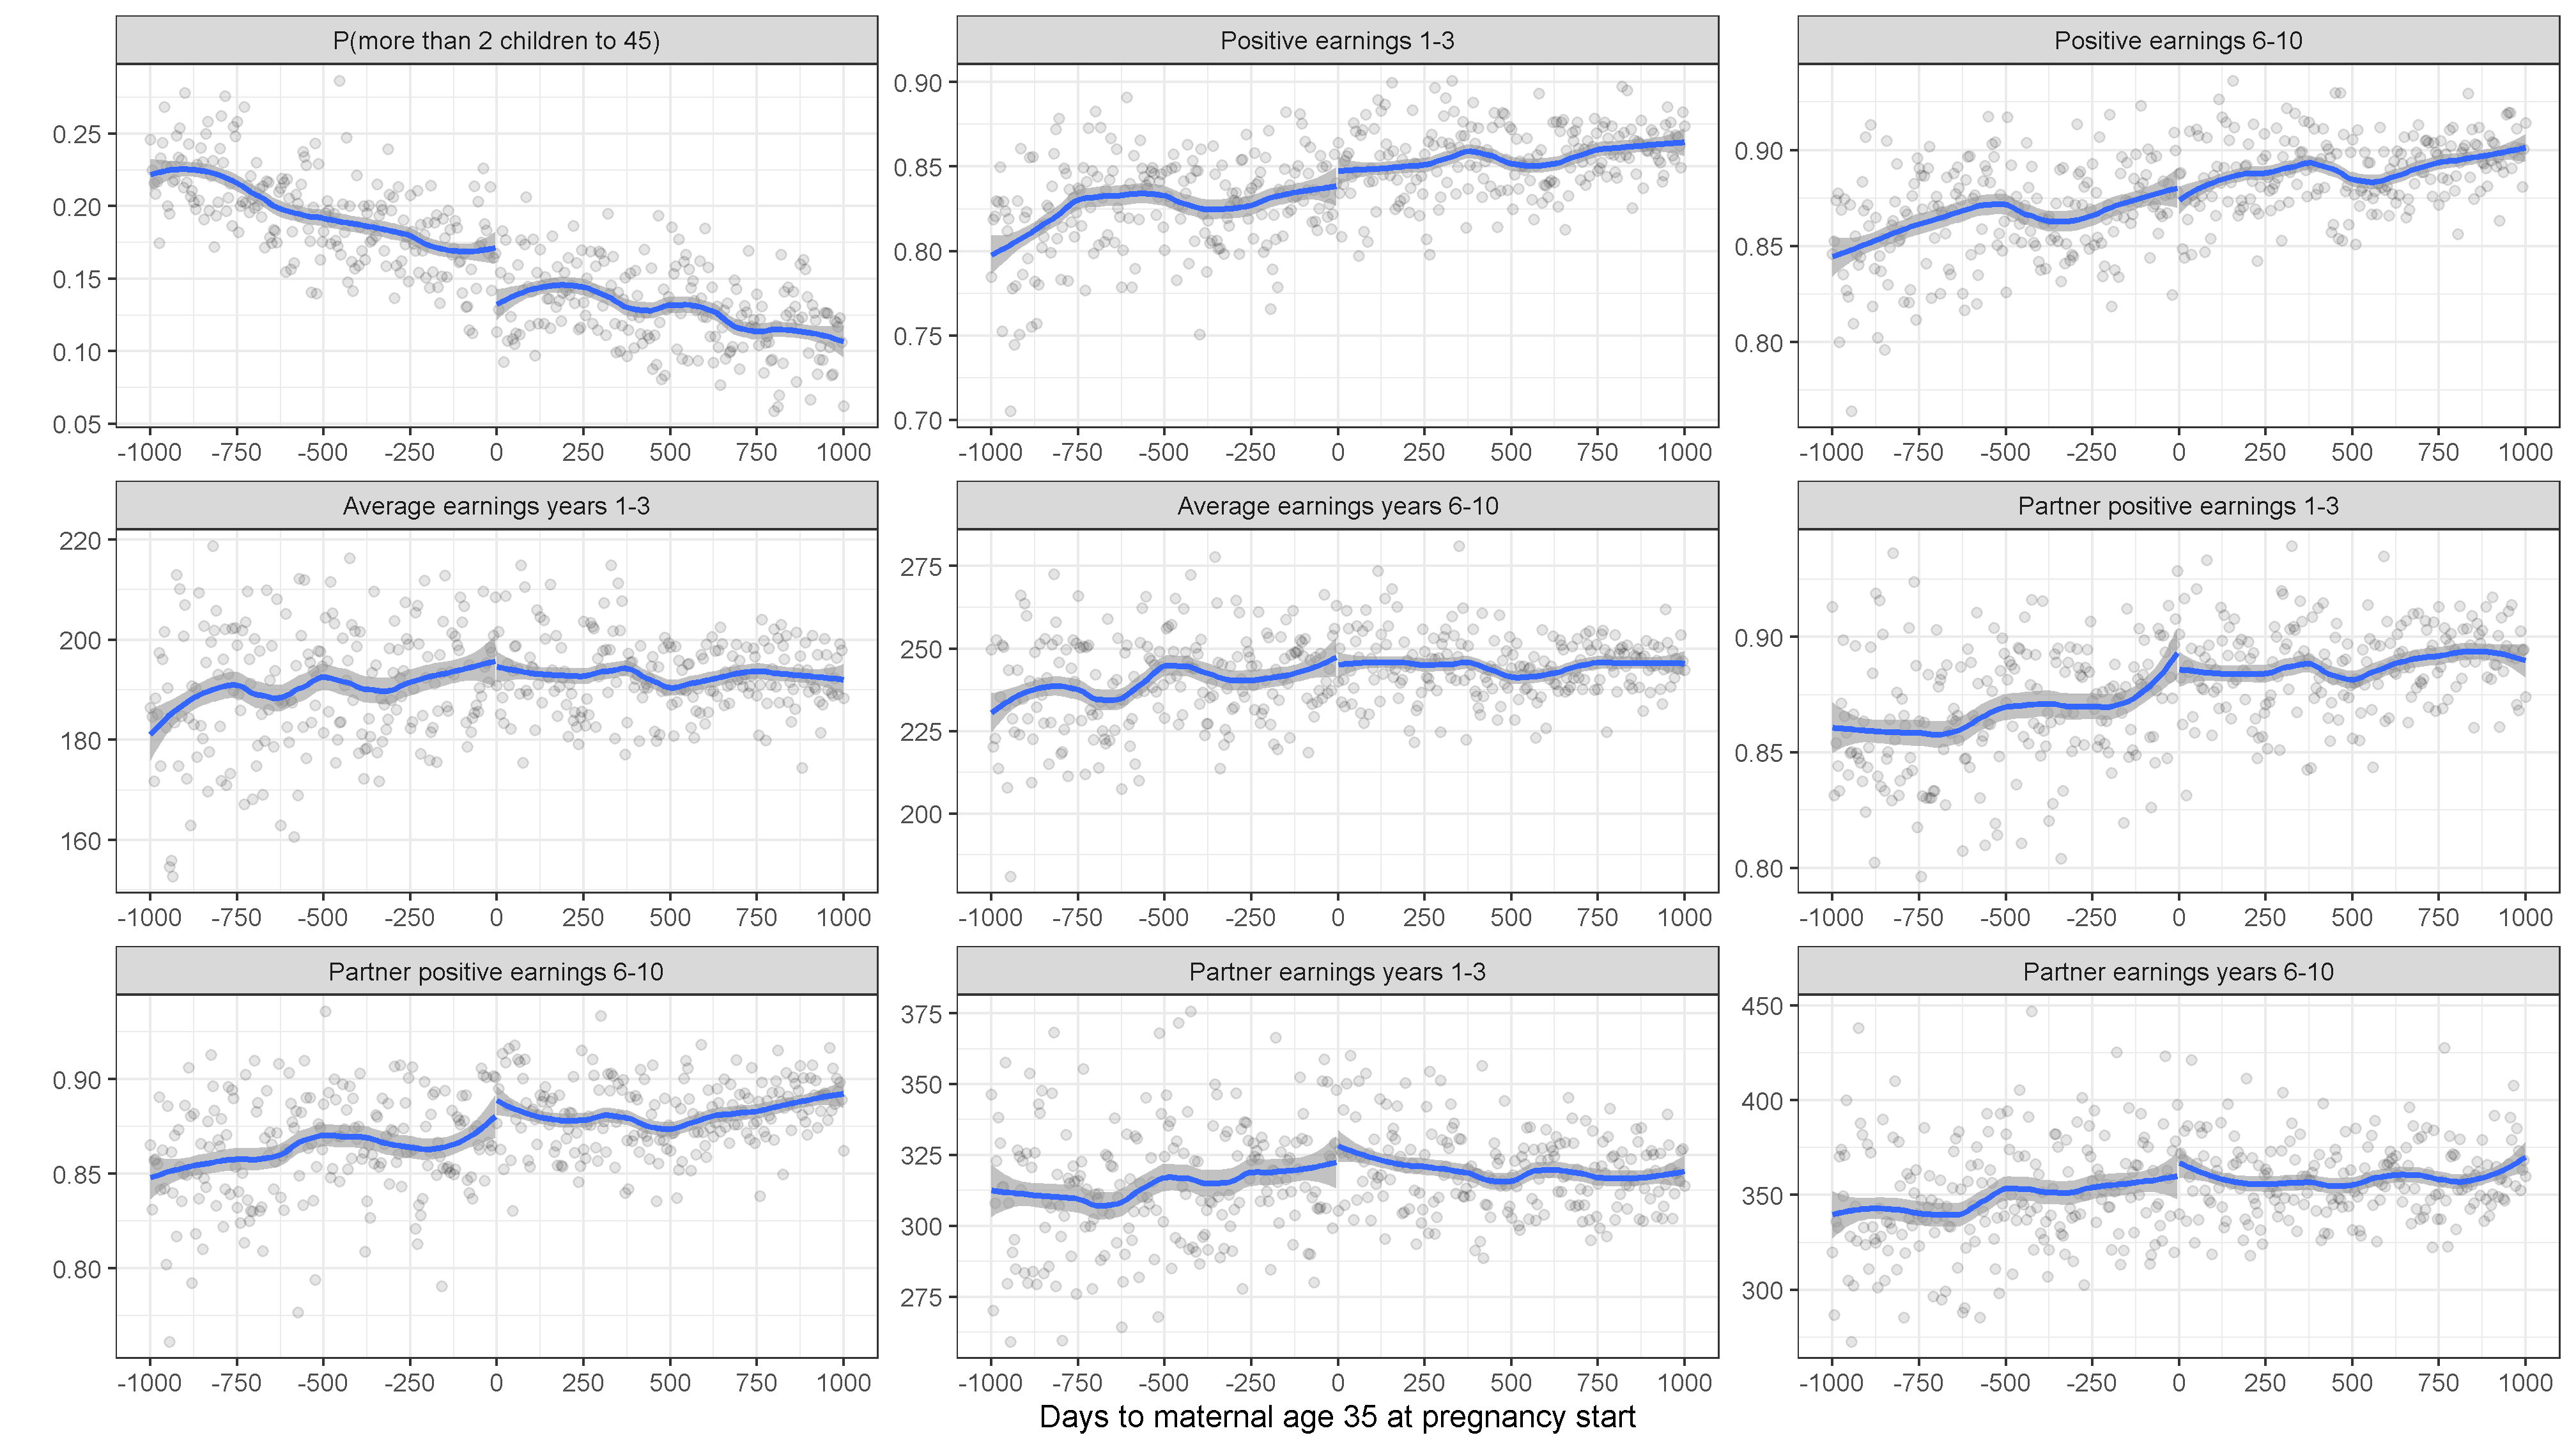 P(more than 2 children to 45)
Positive earnings 1-3
Positive earnings 6-10
0.25
0.20
0.15
0.10
0.05
0.90
0.85
0.80
0.75
0.70
0.90
0.85
0.80
-1000 -750 -500 -250 0 250 500 750 1000
-1000 -750 -500 -250 0 250 500 750 1000
-1000 -750 -500 -250 0 250 500 750 1000
Average earnings years 1-3
Average earnings years 6-10
Partner positive earnings 1-3
220
200
180
160
275
250
225
200
0.90
0.85
0.80
-1000 -750 -500 -250 0 250 500 750 1000
-1000 -750 -500 -250 0 250 500 750 1000
-1000 -750 -500 -250 0 250 500 750 1000
Partner positive earnings 6-10
Partner earnings years 1-3
Partner earnings years 6-10
0.90
0.85
0.80
375
350
325
300
275
450
400
350
300
-1000 -750 -500 -250 0 250 500 750 1000
-1000 -750 -500 -250 0 250 500 750 1000
-1000 -750 -500 -250 0 250 500 750 1000
Days to maternal age 35 at pregnancy start